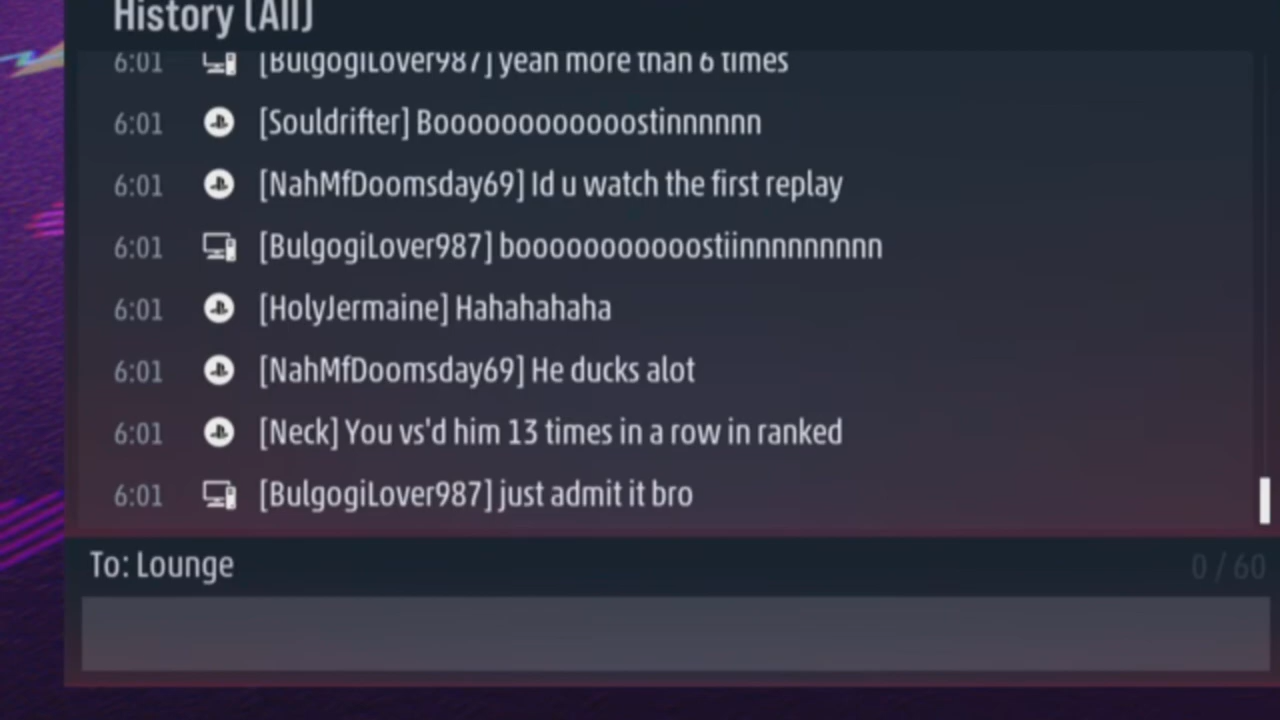 History (All)
6:01 [BulgogiLover987] yeah more than 6 times
6:01 [Souldrifter] Boooooooooooostinnnnnn
6:01 [NahMfDoomsday69] Id u watch the first replay
6:01 [BulgogiLover987] booooooooooostiinnnnnnnnn
6:01 [HolyJermaine] Hahahahaha
6:01 [NahMfDoomsday69] He ducks alot
6:01 [Neck] You vs'd him 13 times in a row in ranked
6:01 [BulgogiLover987] just admit it bro
To: Lounge
0 / 60